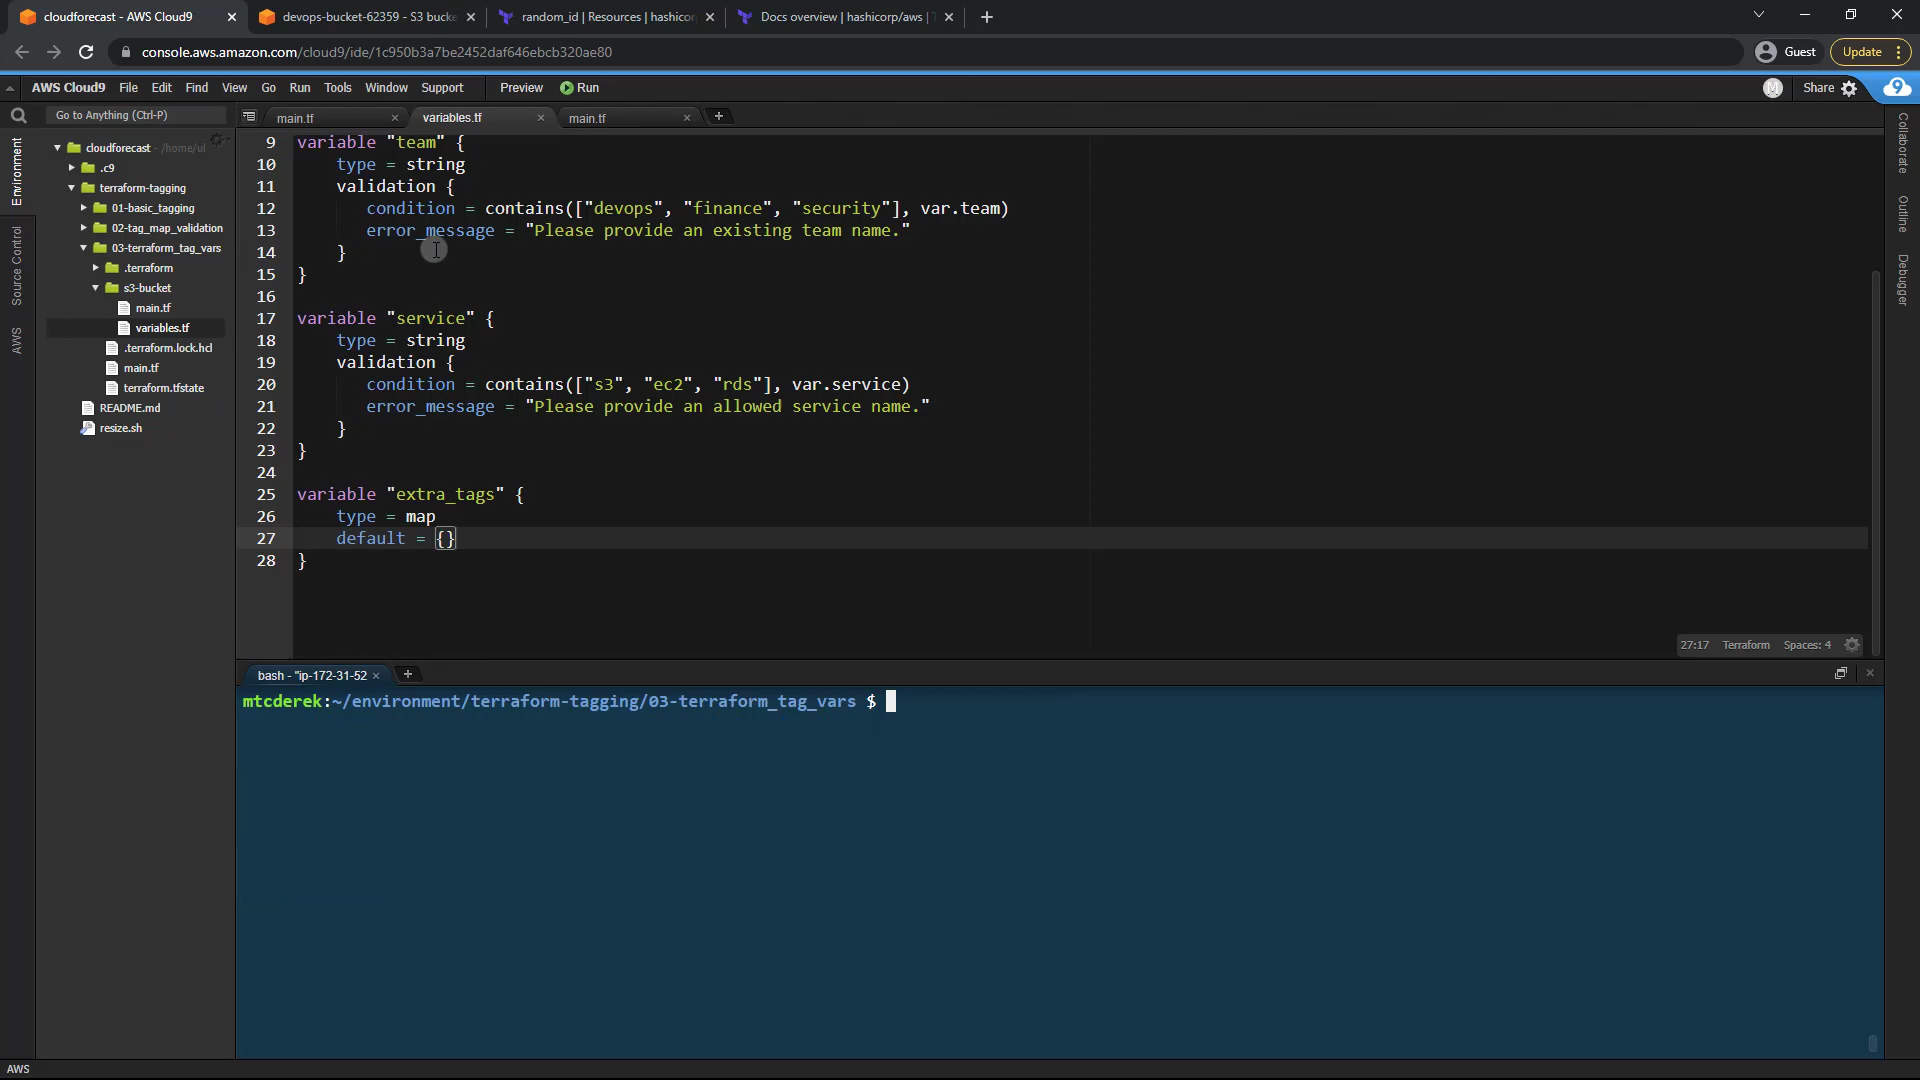 cloudforecast - AWS Cloud9
devops-bucket-62359 - S3 bucke
random_id | Resources | hashicor
Docs overview | hashicorp/aws | T
console.aws.amazon.com/cloud9/ide/1c950b3a7be2452daf646ebcb320ae80
Guest
Update
AWS Cloud9 File Edit Find View Go Run Tools Window Support Preview Run
M
Share
9
Go to Anything (Ctrl-P)
main.tf
variables.tf
main.tf
Environment
Source Control
AWS
Collaborate
Outline
Debugger
cloudforecast - /home/ul
.c9
terraform-tagging
01-basic_tagging
02-tag_map_validation
03-terraform_tag_vars
.terraform
s3-bucket
main.tf
variables.tf
.terraform.lock.hcl
main.tf
terraform.tfstate
README.md
resize.sh
9 variable "team" {
10 type = string
11 validation {
12 condition = contains(["devops", "finance", "security"], var.team)
13 error_message = "Please provide an existing team name."
14 }
15 }
16
17 variable "service" {
18 type = string
19 validation {
20 condition = contains(["s3", "ec2", "rds"], var.service)
21 error_message = "Please provide an allowed service name."
22 }
23 }
24
25 variable "extra_tags" {
26 type = map
27 default = {}
28 }
27:17 Terraform Spaces: 4
bash - "ip-172-31-52
mtcderek:~/environment/terraform-tagging/03-terraform_tag_vars $
AWS